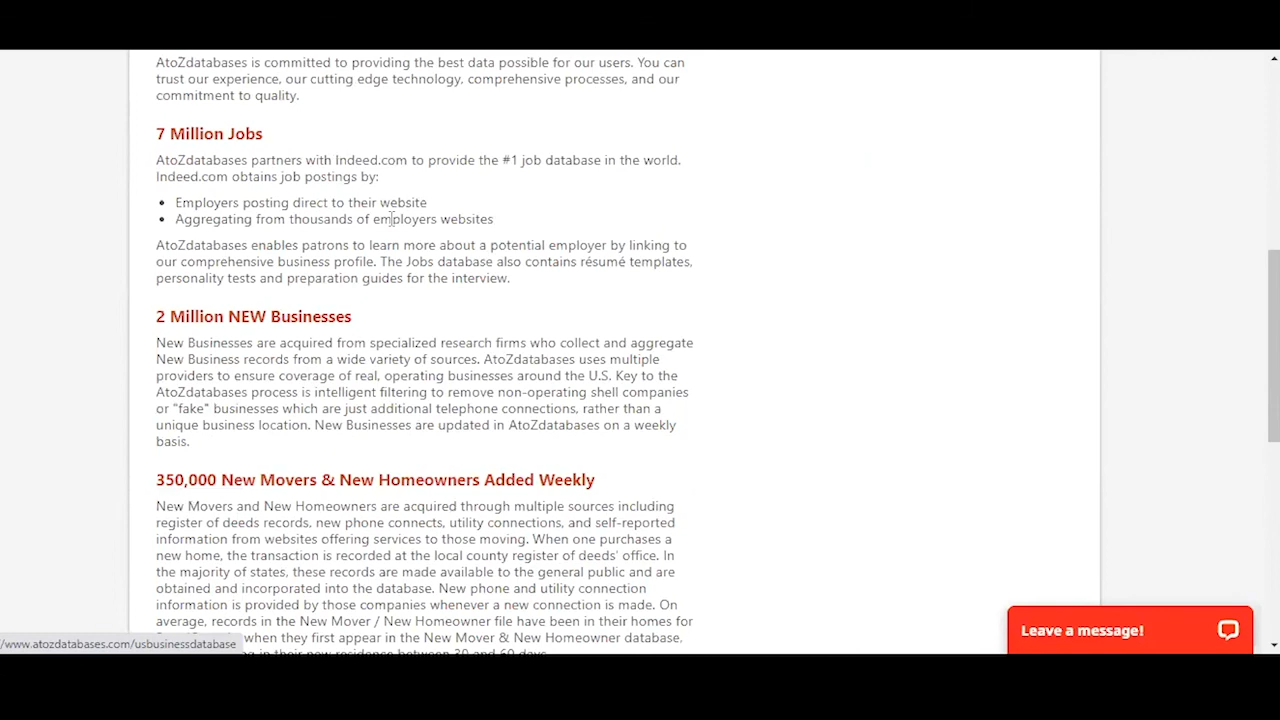 AtoZdatabases is committed to providing the best data possible for our users. You can
trust our experience, our cutting edge technology, comprehensive processes, and our
commitment to quality.
7 Million Jobs
AtoZdatabases partners with Indeed.com to provide the #1 job database in the world.
Indeed.com obtains job postings by:
• Employers posting direct to their website
• Aggregating from thousands of employers websites
AtoZdatabases enables patrons to learn more about a potential employer by linking to
our comprehensive business profile. The Jobs database also contains résumé templates,
personality tests and preparation guides for the interview.
2 Million NEW Businesses
New Businesses are acquired from specialized research firms who collect and aggregate
New Business records from a wide variety of sources. AtoZdatabases uses multiple
providers to ensure coverage of real, operating businesses around the U.S. Key to the
AtoZdatabases process is intelligent filtering to remove non-operating shell companies
or "fake" businesses which are just additional telephone connections, rather than a
unique business location. New Businesses are updated in AtoZdatabases on a weekly
basis.
350,000 New Movers & New Homeowners Added Weekly
New Movers and New Homeowners are acquired through multiple sources including
register of deeds records, new phone connects, utility connections, and self-reported
information from websites offering services to those moving. When one purchases a
new home, the transaction is recorded at the local county register of deeds' office. In
the majority of states, these records are made available to the general public and are
obtained and incorporated into the database. New phone and utility connection
information is provided by those companies whenever a new connection is made. On
average, records in the New Mover / New Homeowner file have been in their homes for
when they first appear in the New Mover & New Homeowner database,
in their new residence between 30 and 60 days
/www.atozdatabases.com/usbusinessdatabase
Leave a message!